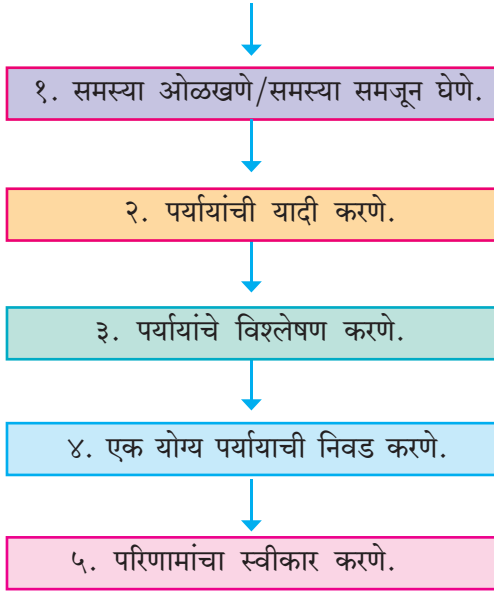 १. समस्या ओळखणे/समस्या समजून घेणे.
२. पर्यायांची यादी करणे.
३. पर्यायांचे विश्लेषण करणे.
४. एक योग्य पर्यायाची निवड करणे.
५. परिणामांचा स्वीकार करणे.